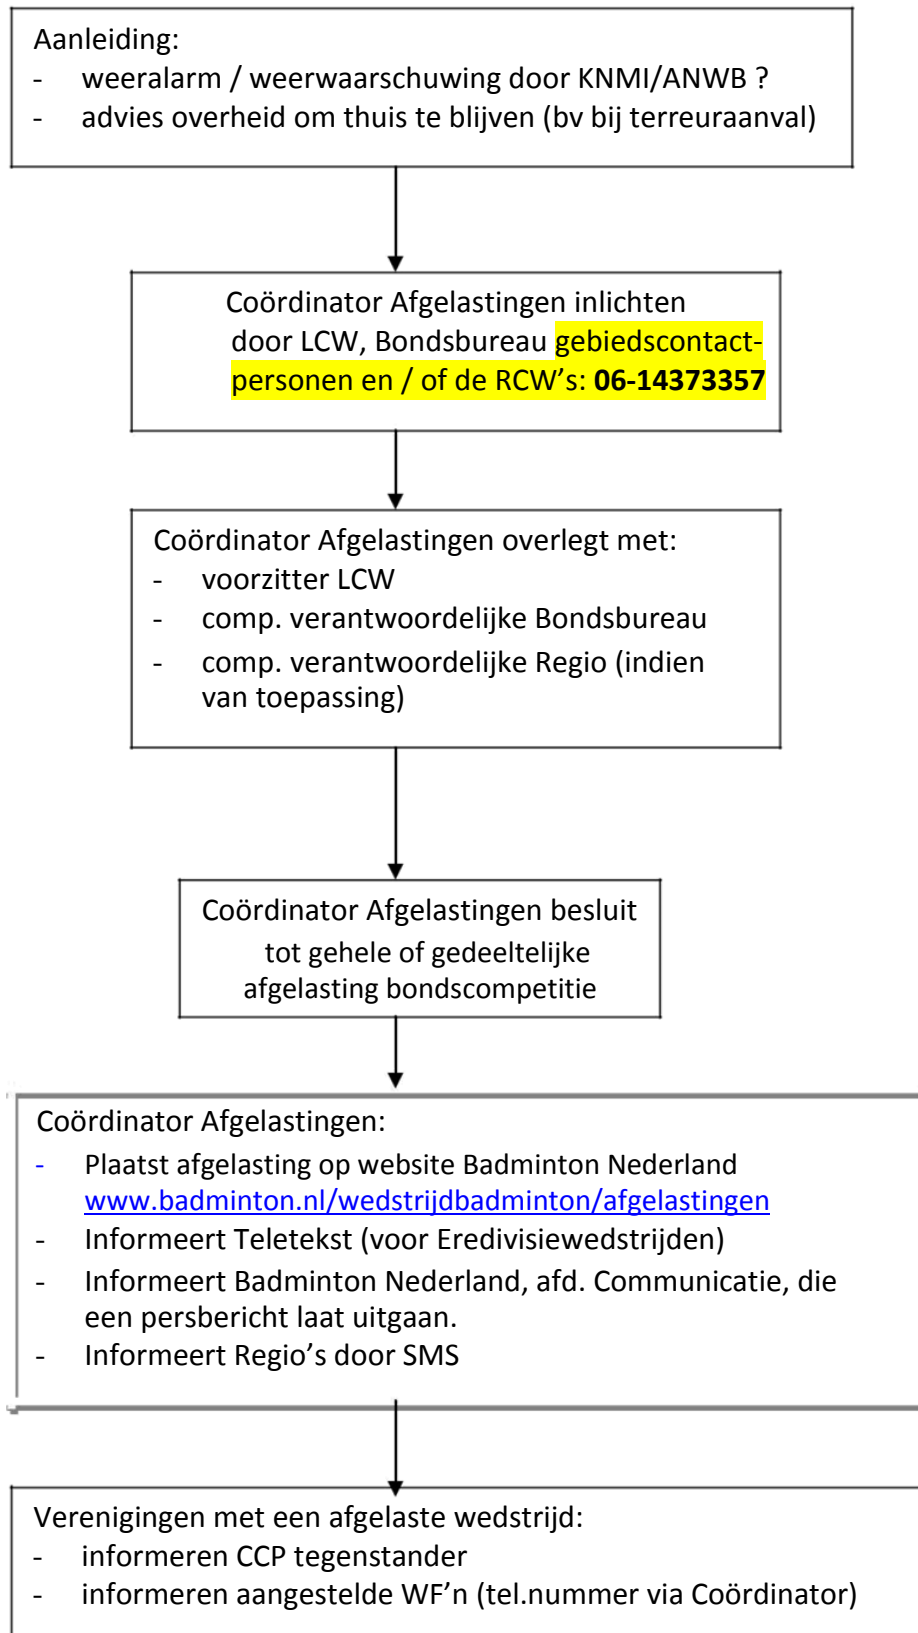 Aanleiding:
- weeralarm / weerwaarschuwing door KNMI/ANWB ?
- advies overheid om thuis te blijven (bv bij terreuraanval)
Coördinator Afgelastingen inlichten
door LCW, Bondsbureau gebiedscontact-
personen en / of de RCW’s: 06-14373357
Coördinator Afgelastingen overlegt met:
- voorzitter LCW
- comp. verantwoordelijke Bondsbureau
- comp. verantwoordelijke Regio (indien
van toepassing)
Coördinator Afgelastingen besluit
tot gehele of gedeeltelijke
afgelasting bondscompetitie
Coördinator Afgelastingen:
- Plaatst afgelasting op website Badminton Nederland
www.badminton.nl/wedstrijdbadminton/afgelastingen
- Informeert Teletekst (voor Eredivisiewedstrijden)
- Informeert Badminton Nederland, afd. Communicatie, die
een persbericht laat uitgaan.
- Informeert Regio’s door SMS
Verenigingen met een afgelaste wedstrijd:
- informeren CCP tegenstander
- informeren aangestelde WF’n (tel.nummer via Coördinator)